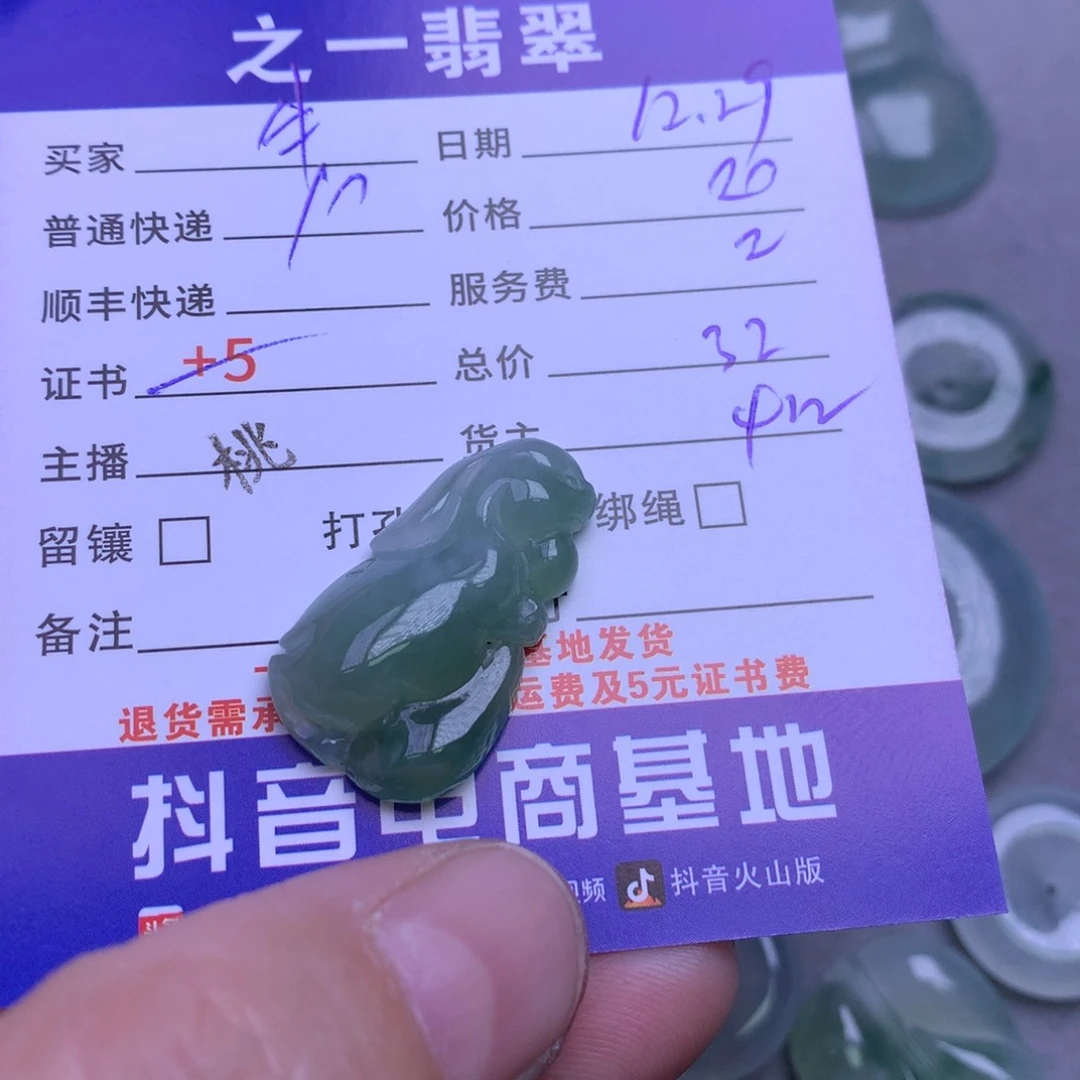 之一翡翠
买家 牛 日期 12.29
普通快递 价格 20
顺丰快递 服务费 2
证书 +5 总价 32
主播 桃 货主
留镶 打孔 绑绳
备注
基地发货
退货需承 运费及5元证书费
抖音电商基地
视频 抖音火山版